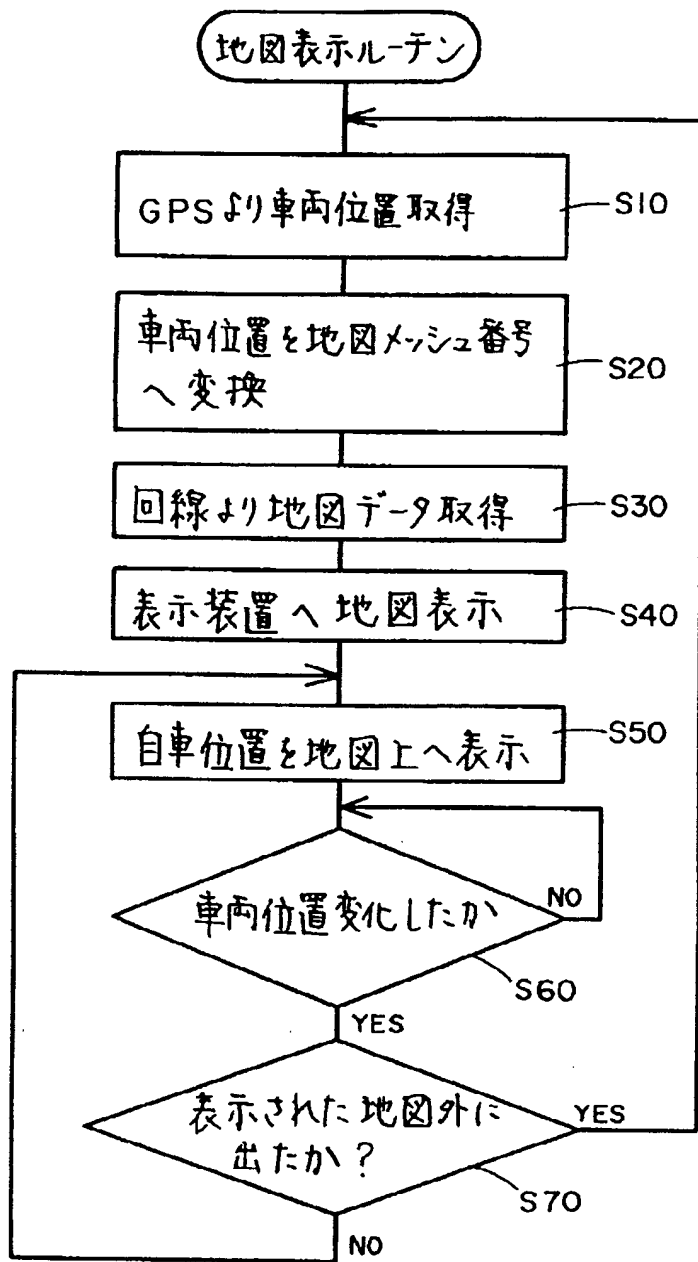 地図表示ルーチン
GPSより車両位置取得
S10
車両位置を地図メッシュ番号
へ変換
S20
回線より地図データ取得
S30
表示装置へ地図表示
S40
自車位置を地図上へ表示
S50
車両位置変化したか
NO
S60
YES
表示された地図外に
出たか?
YES
S70
NO